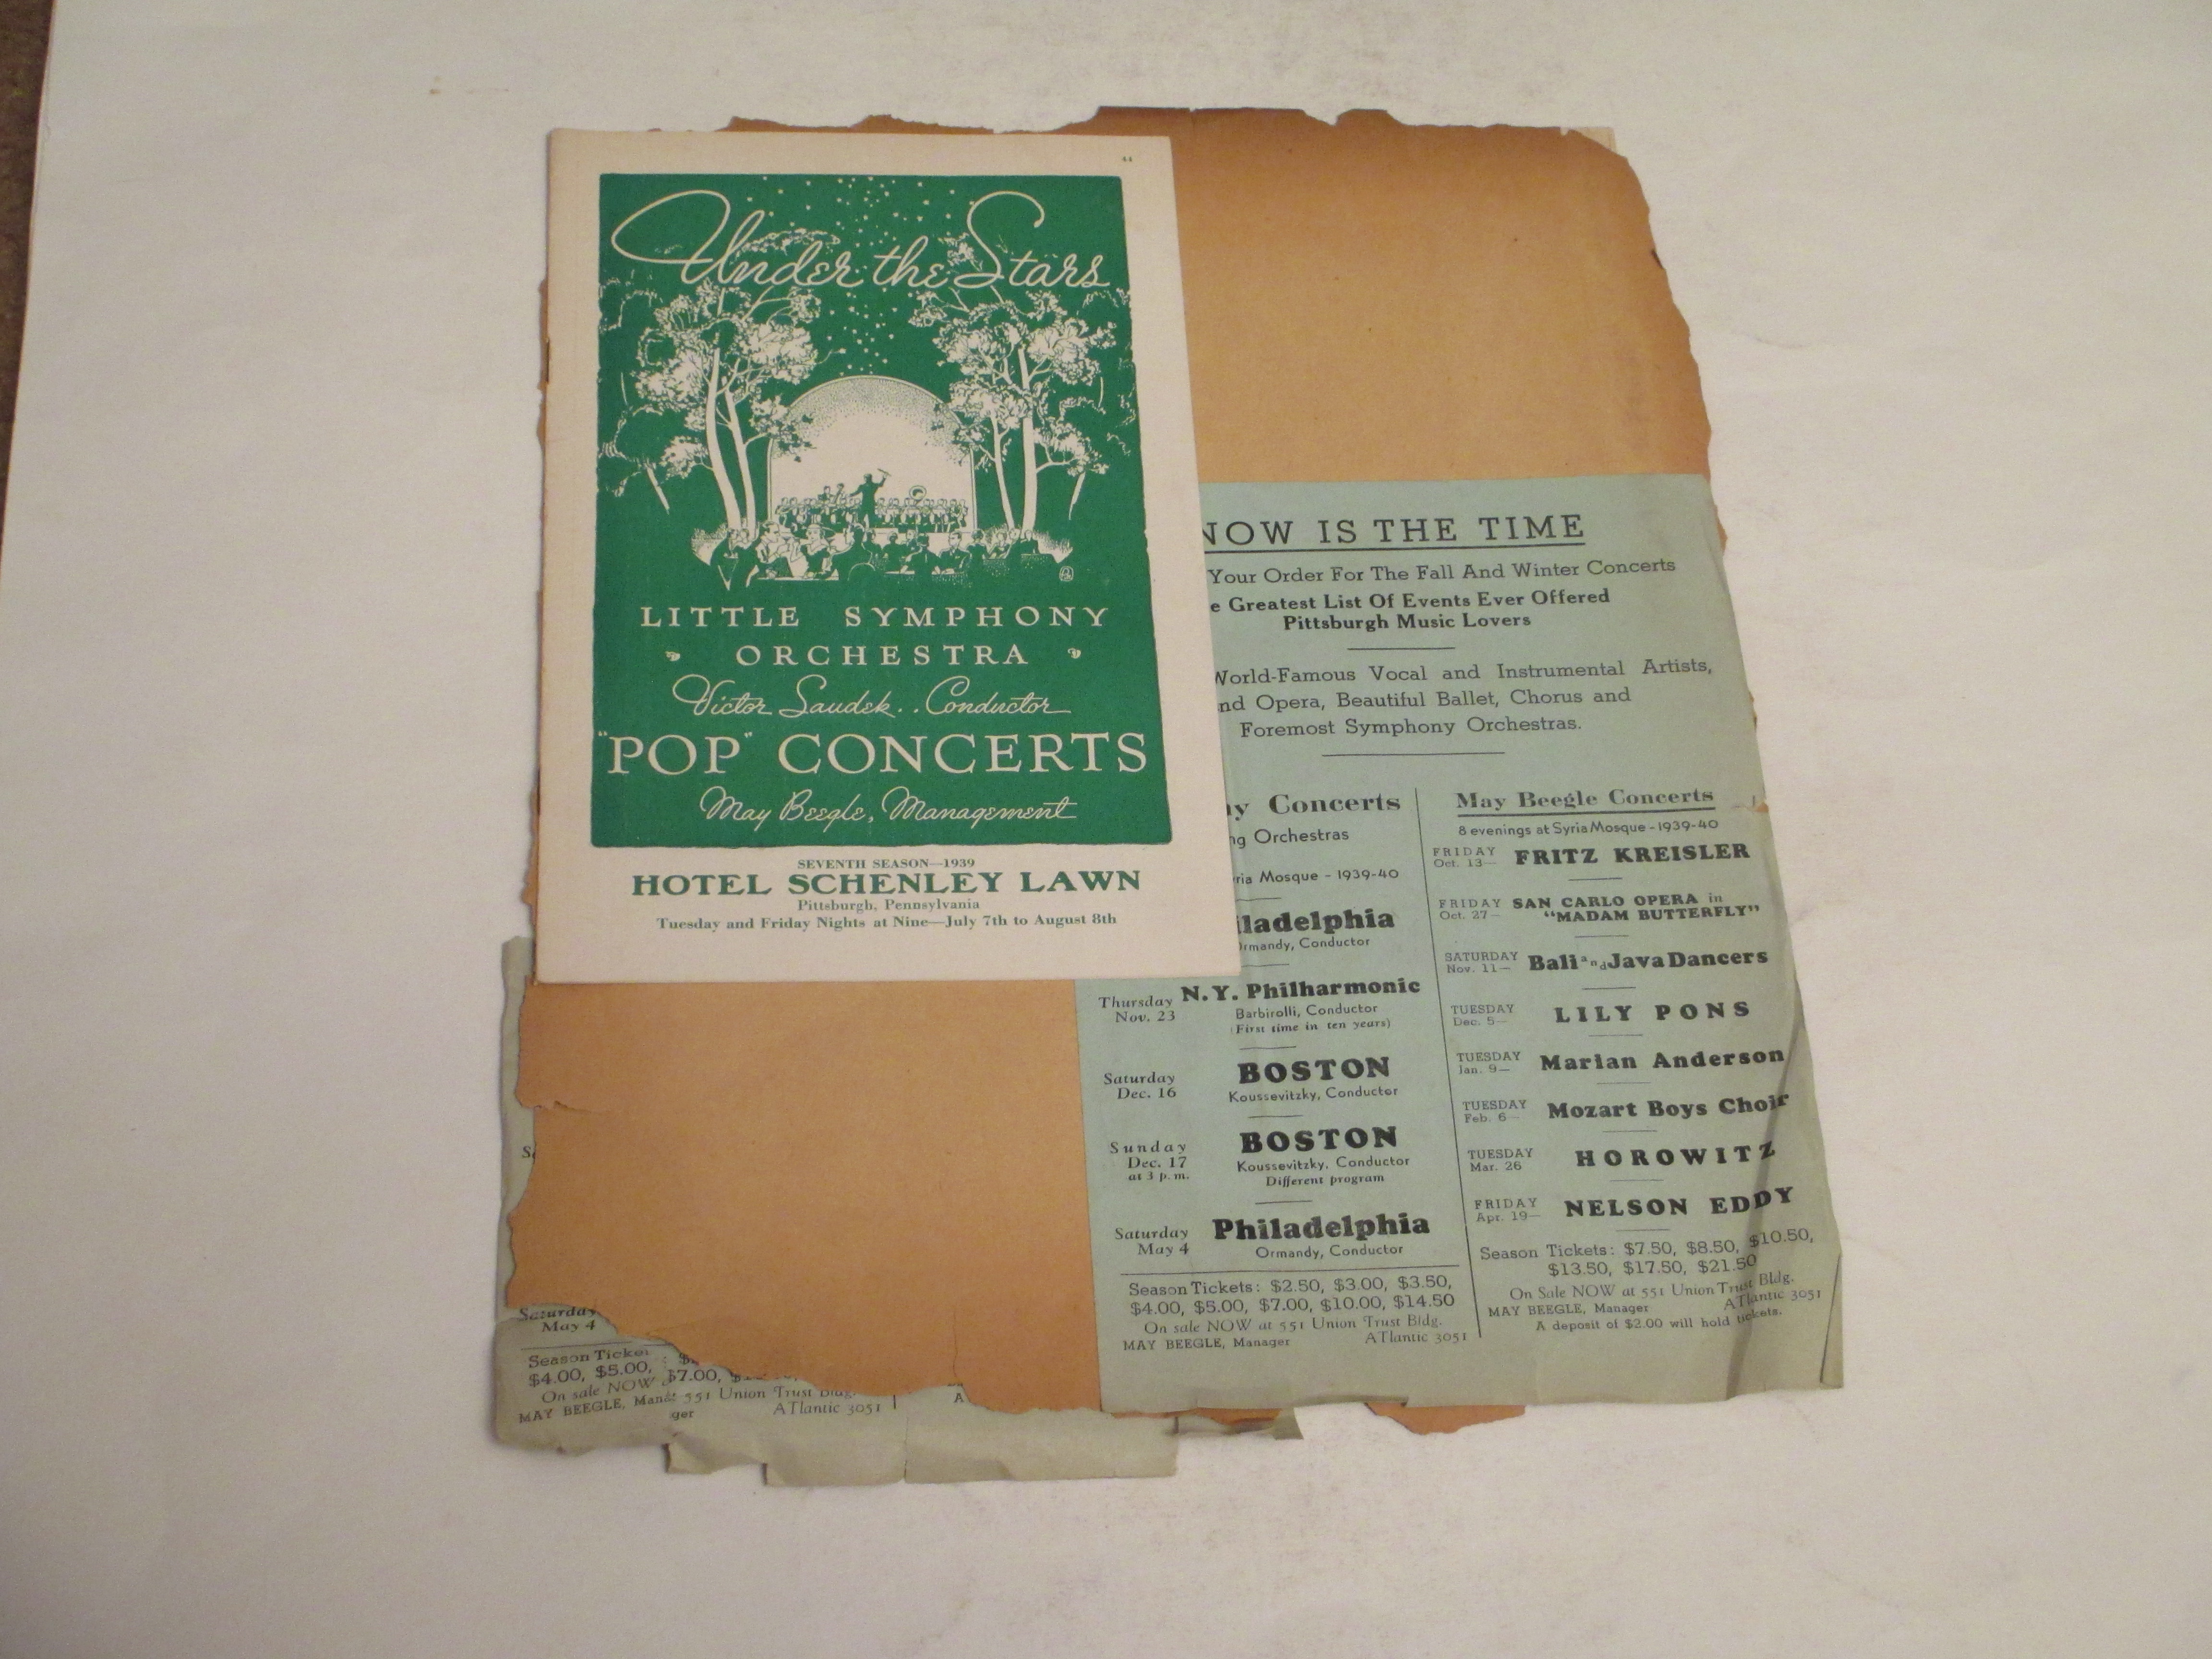 44
Under the Stars
LITTLE SYMPHONY
ORCHESTRA
Victor Saudek . . Conductor
"POP" CONCERTS
May Beegle, Management
SEVENTH SEASON—1939
HOTEL SCHENLEY LAWN
Pittsburgh, Pennsylvania
Tuesday and Friday Nights at Nine—July 7th to August 8th
NOW IS THE TIME
Your Order For The Fall And Winter Concerts
e Greatest List Of Events Ever Offered
Pittsburgh Music Lovers
World-Famous Vocal and Instrumental Artists,
nd Opera, Beautiful Ballet, Chorus and
Foremost Symphony Orchestras.
y Concerts
ng Orchestras
ria Mosque - 1939-40
iladelphia
Ormandy, Conductor
Thursday N. Y. Philharmonic
Nov. 23 Barbirolli, Conductor
(First time in ten years)
Saturday BOSTON
Dec. 16 Koussevitzky, Conductor
Sunday BOSTON
Dec. 17 Koussevitzky, Conductor
at 3 p. m. Different program
Saturday Philadelphia
May 4 Ormandy, Conductor
Season Tickets: $2.50, $3.00, $3.50,
$4.00, $5.00, $7.00, $10.00, $14.50
On sale NOW at 551 Union Trust Bldg.
MAY BEEGLE, Manager ATlantic 3051
May Beegle Concerts
8 evenings at Syria Mosque - 1939-40
FRIDAY
Oct. 13— FRITZ KREISLER
FRIDAY SAN CARLO OPERA in
Oct. 27— "MADAM BUTTERFLY"
SATURDAY
Nov. 11— Bali and Java Dancers
TUESDAY
Dec. 5— LILY PONS
TUESDAY
Jan. 9— Marian Anderson
TUESDAY
Feb. 6— Mozart Boys Choir
TUESDAY
Mar. 26 HOROWITZ
FRIDAY
Apr. 19— NELSON EDDY
Season Tickets: $7.50, $8.50, $10.50,
$13.50, $17.50, $21.50
On Sale NOW at 551 Union Trust Bldg.
MAY BEEGLE, Manager ATlantic 3051
A deposit of $2.00 will hold tickets.
Saturday
May 4
Season Ticket
$4.00, $5.00, $7.00,
On sale NOW 551 Union Trust Bldg.
MAY BEEGLE, Manager ATlantic 3051
A